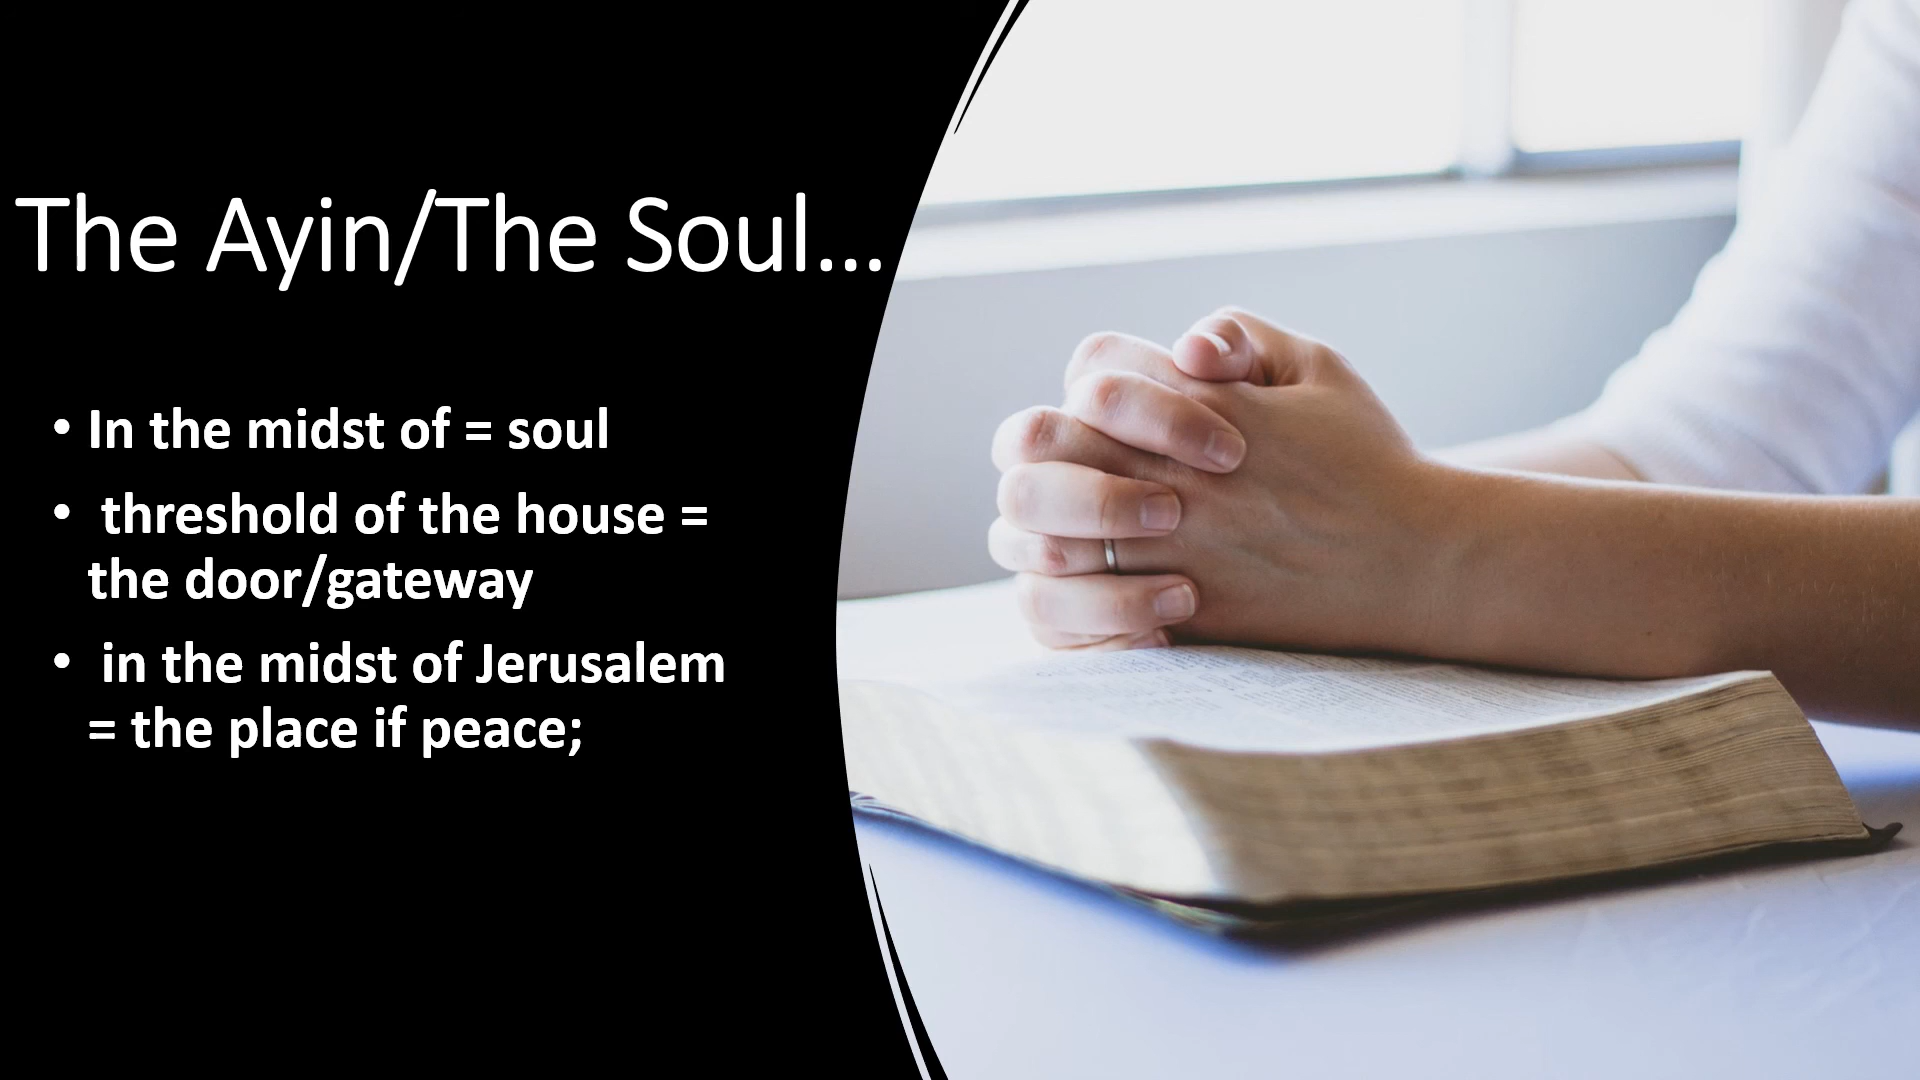 The Ayin/The Soul...
• In the midst of = soul
• threshold of the house =
the door/gateway
• in the midst of Jerusalem
= the place if peace;